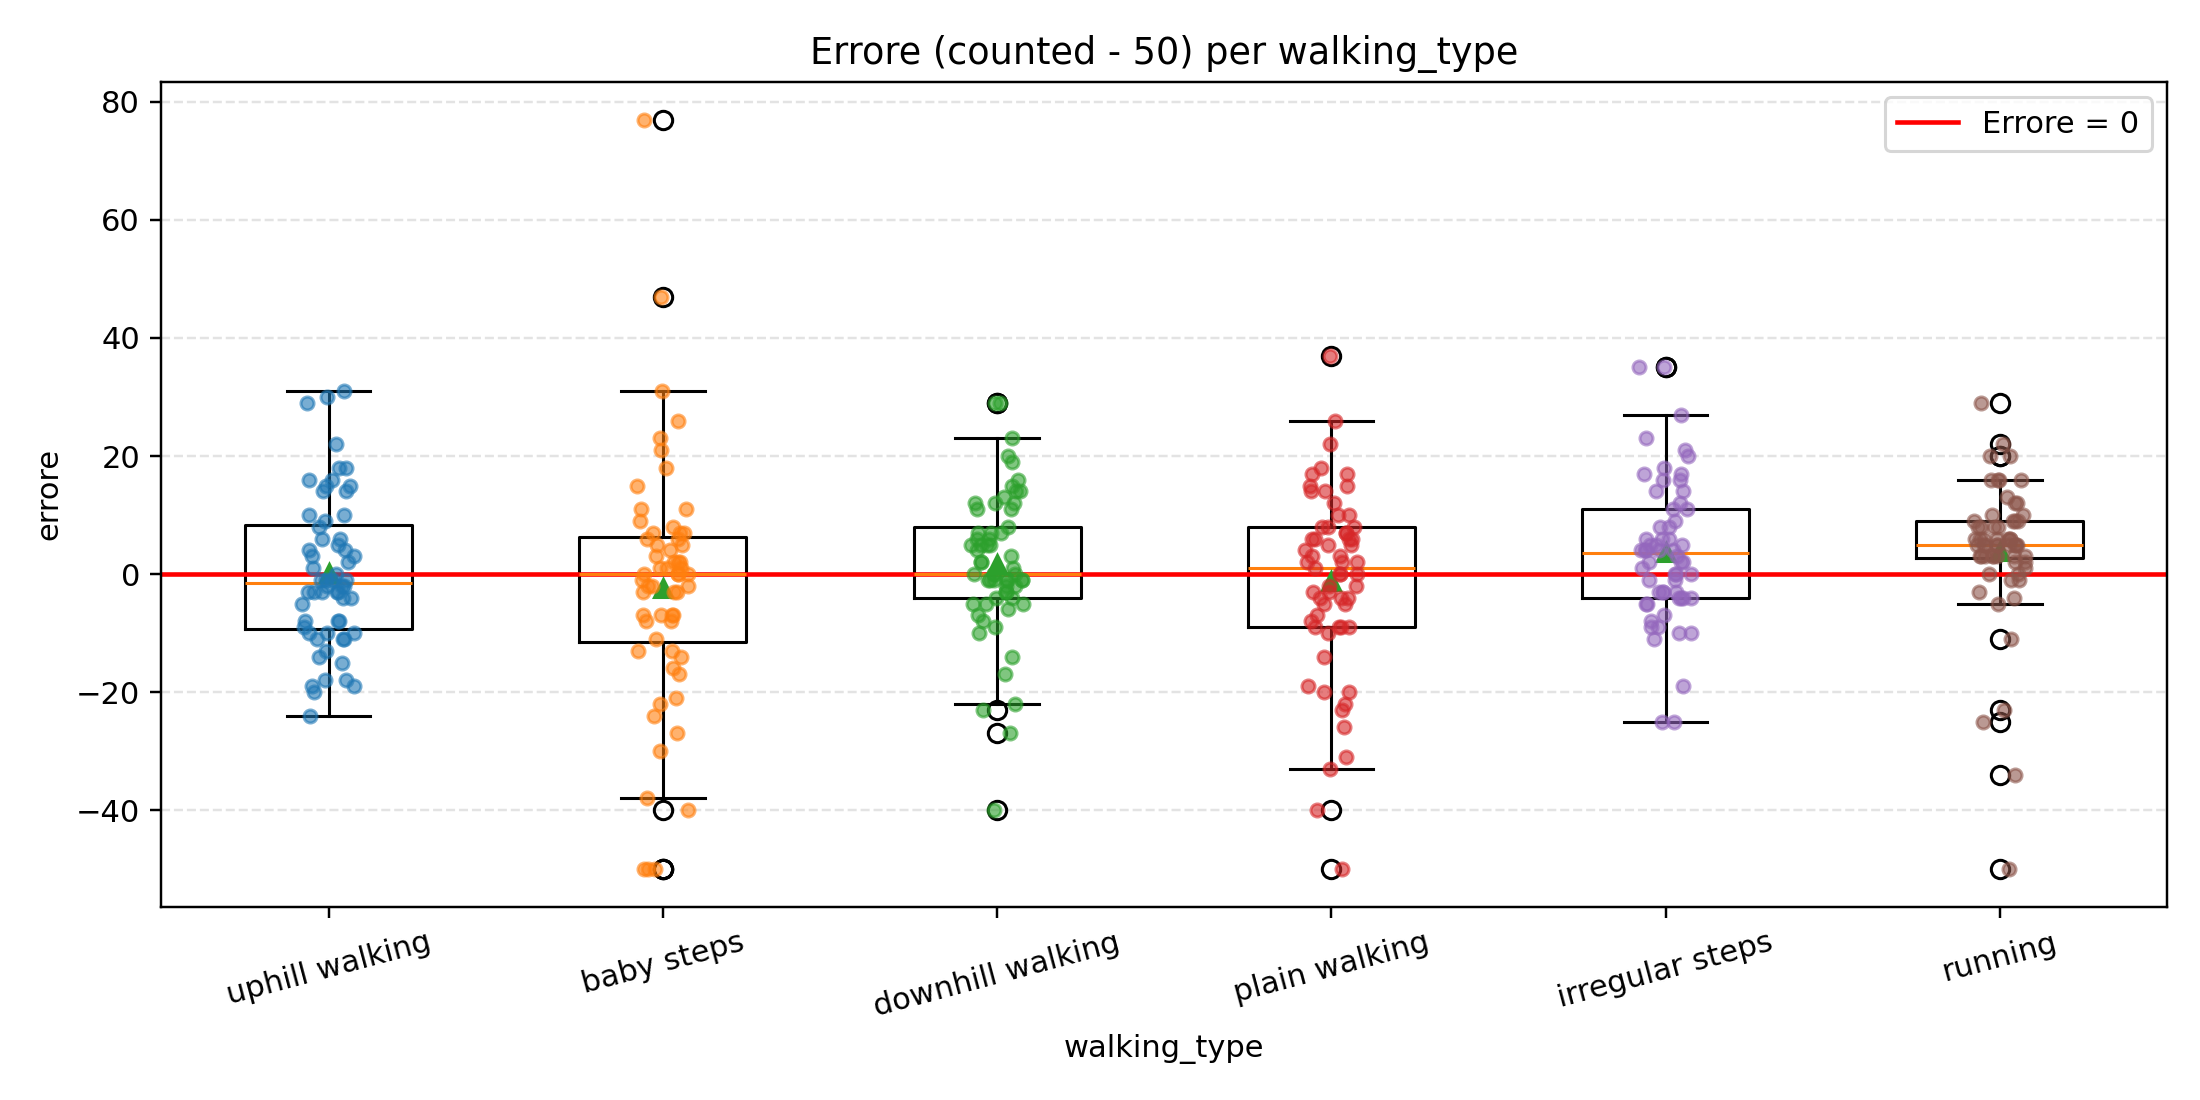 Errore (counted - 50) per walking_type
Errore = 0
80
60
40
20
0
−20
−40
errore
uphill walking
baby steps
downhill walking
plain walking
irregular steps
running
walking_type